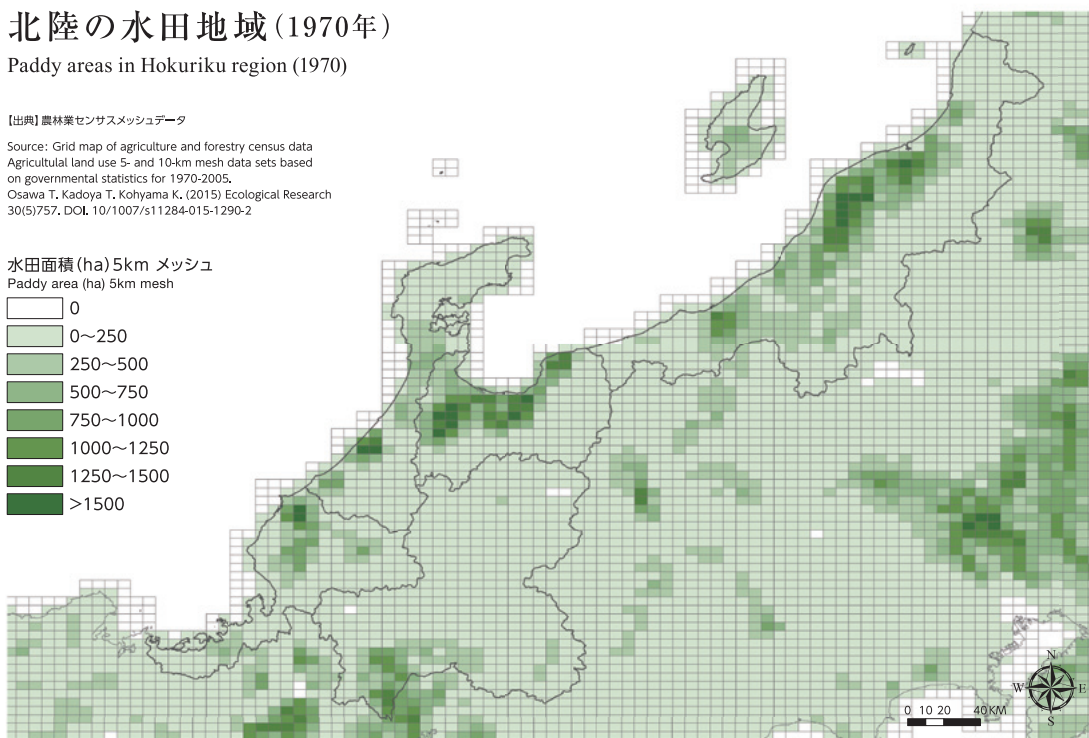 北陸の水田地域(1970年)
Paddy areas in Hokuriku region (1970)
【出典】農林業センサスメッシュデータ
Source: Grid map of agriculture and forestry census data
Agricultulal land use 5- and 10-km mesh data sets based
on governmental statistics for 1970-2005.
Osawa T. Kadoya T. Kohyama K. (2015) Ecological Research
30(5)757. DOI. 10/1007/s11284-015-1290-2
水田面積(ha)5km メッシュ
Paddy area (ha) 5km mesh
0
0〜250
250〜500
500〜750
750〜1000
1000〜1250
1250〜1500
>1500
N
W E
S
0 10 20 40KM